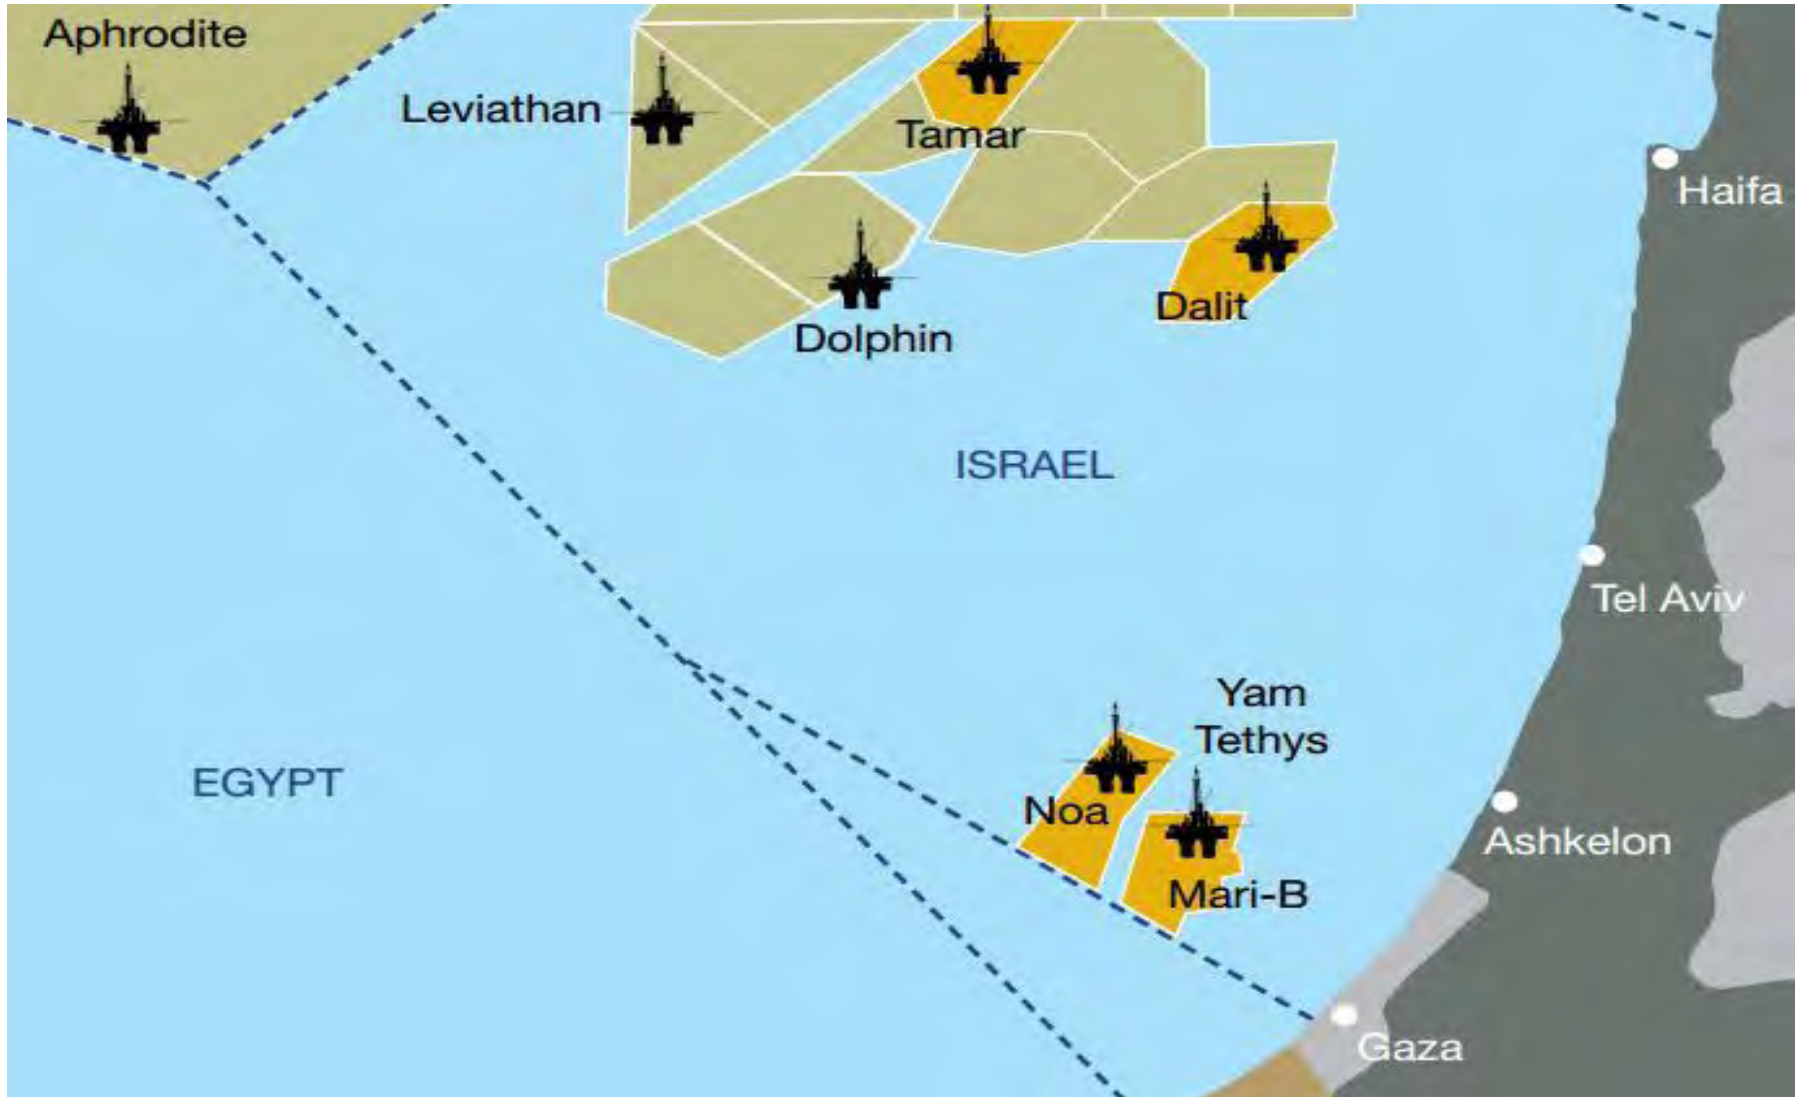 Aphrodite
Leviathan
Tamar
Haifa
Dalit
Dolphin
ISRAEL
Tel Aviv
Yam
Tethys
EGYPT
Noa
Ashkelon
Mari-B
Gaza